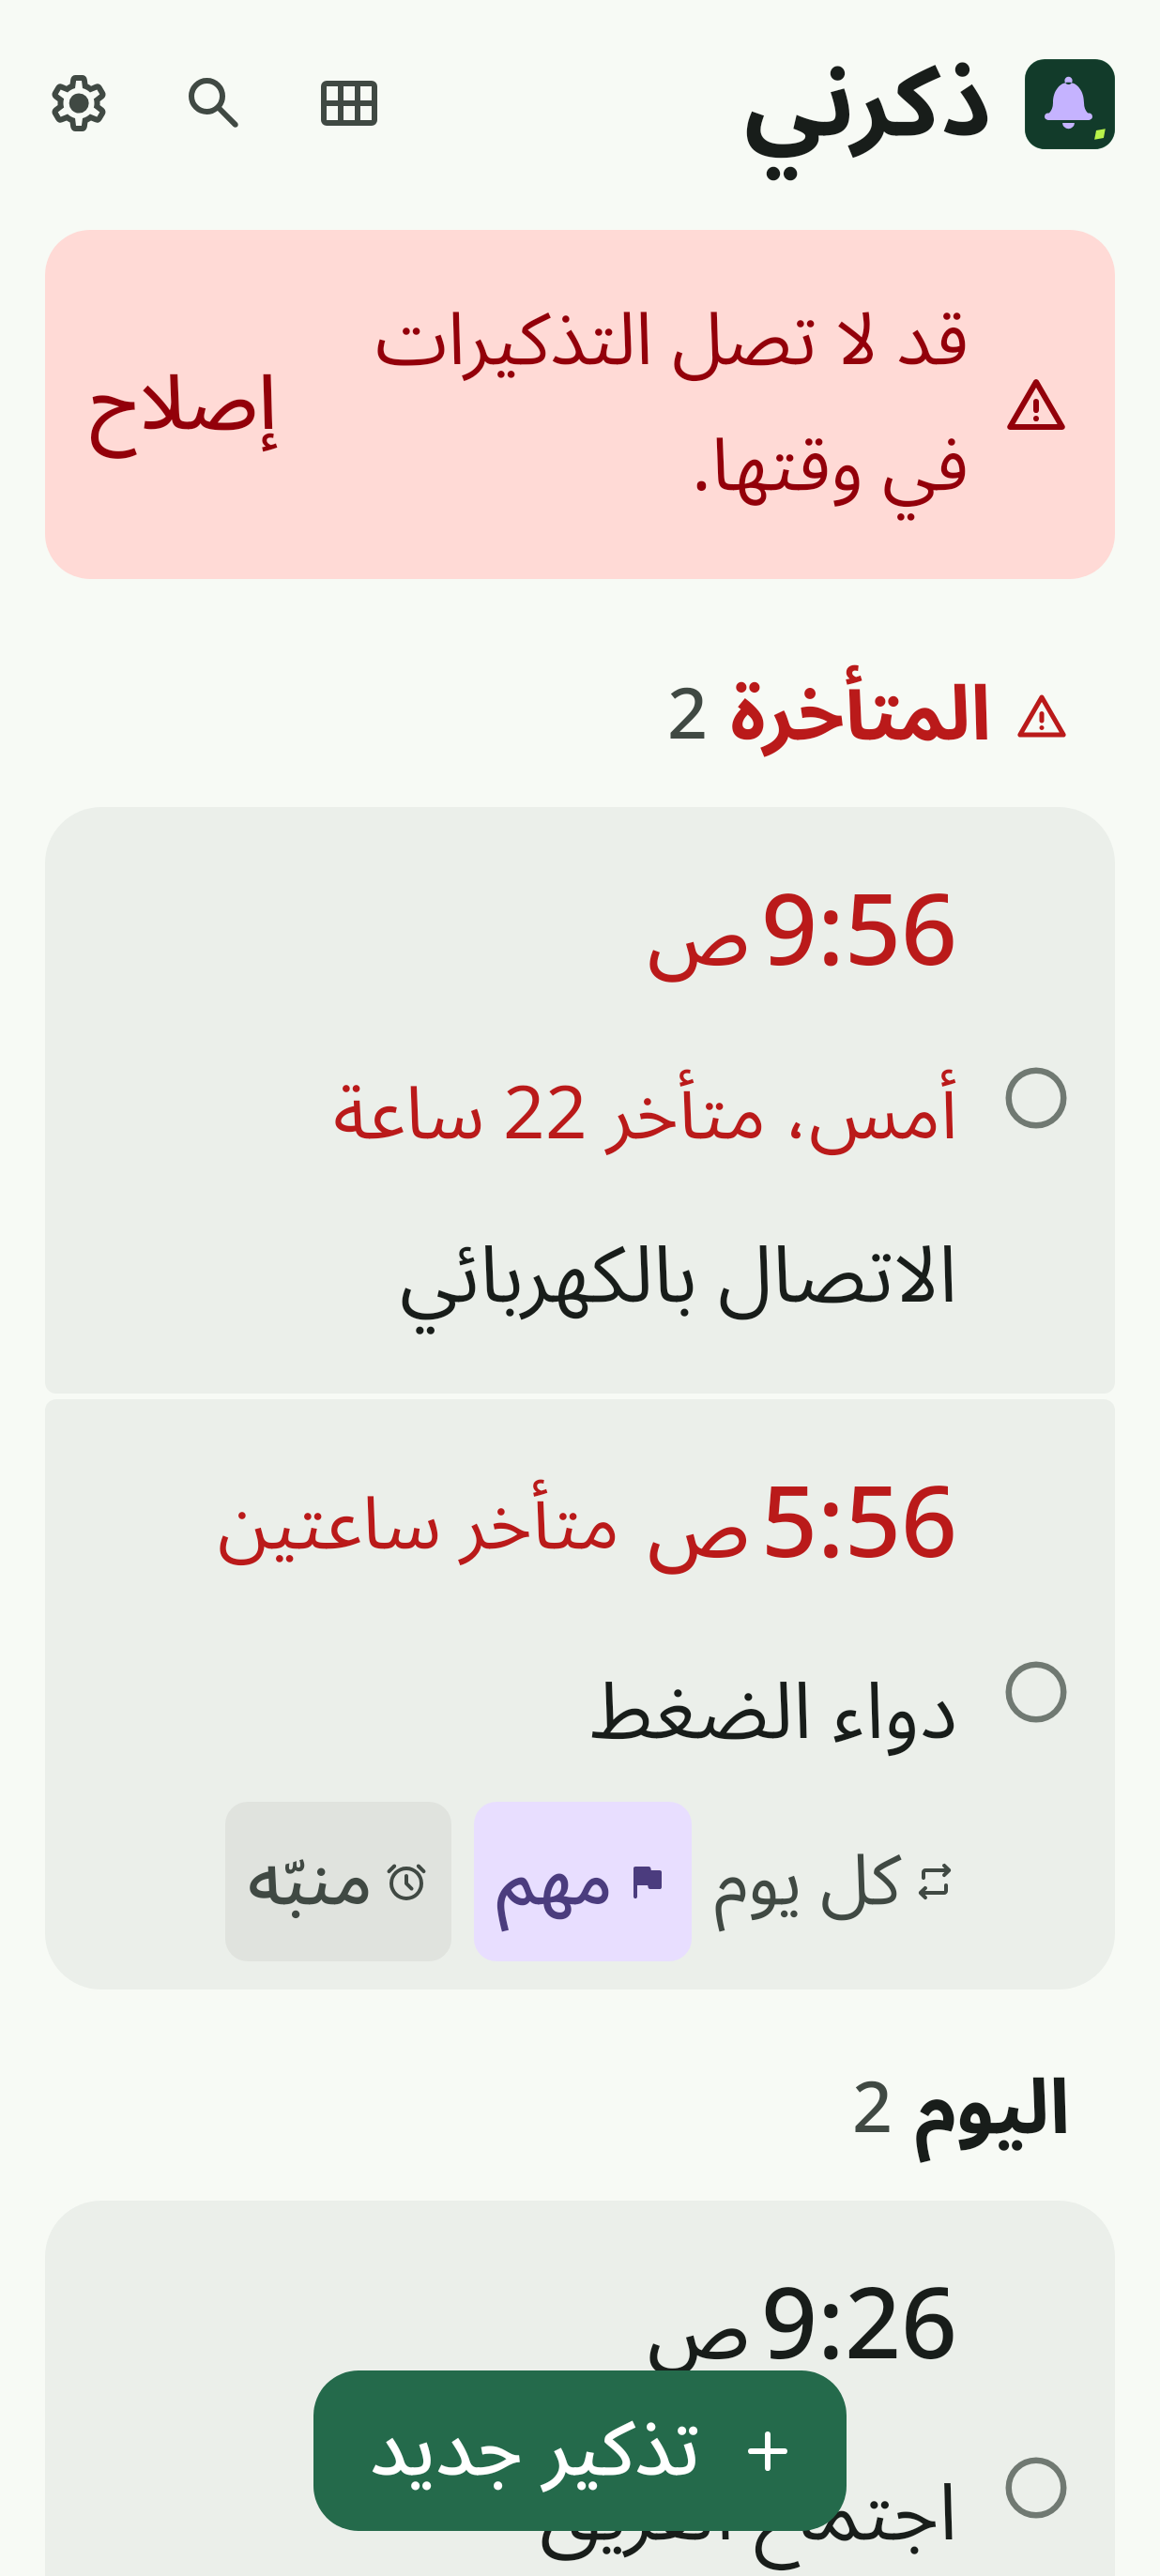 ذكرني
قد لا تصل التذكيرات
في وقتها.
إصلاح
المتأخرة 2
9:56 ص
أمس، متأخر 22 ساعة
الاتصال بالكهربائي
5:56 ص متأخر ساعتين
دواء الضغط
كل يوم مهم منبّه
اليوم 2
9:26 ص
تذكير جديد